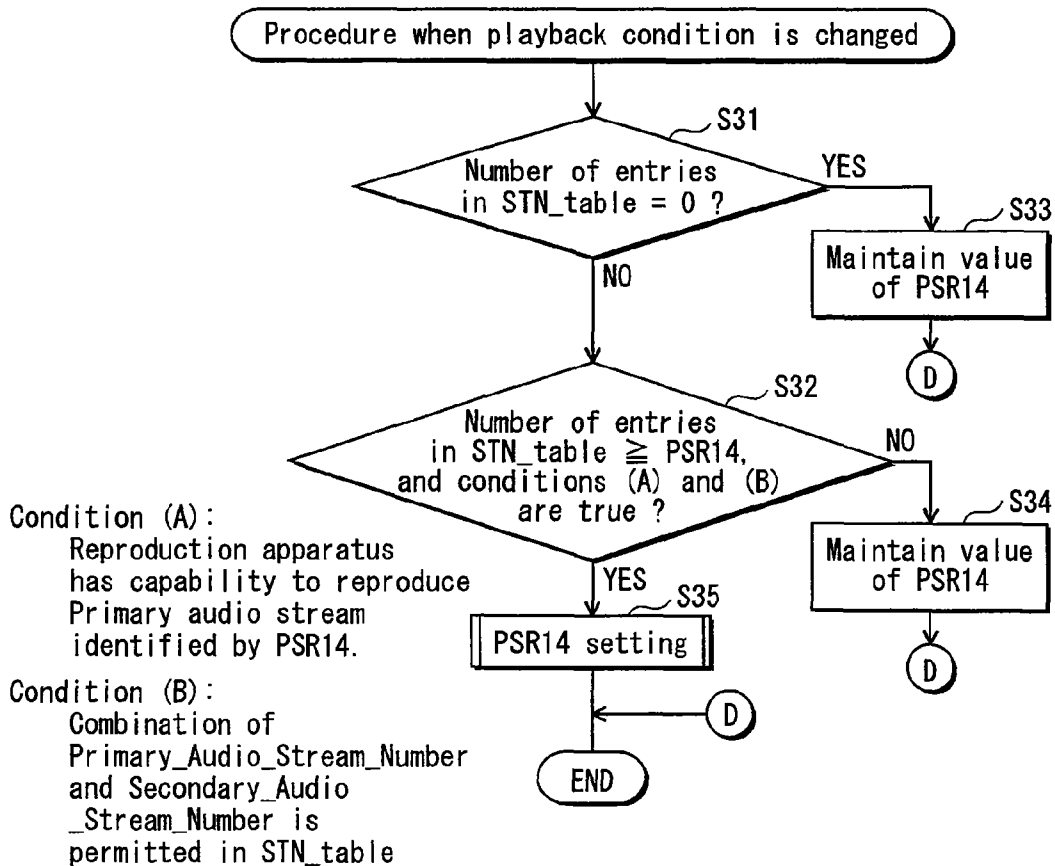 Procedure when playback condition is changed
S31
Number of entries
in STN_table = 0 ?
YES
S33
Maintain value
of PSR14
D
NO
S32
Number of entries
in STN_table ≧ PSR14,
and conditions (A) and (B)
are true ?
NO
S34
Maintain value
of PSR14
D
YES
S35
PSR14 setting
D
END
Condition (A):
Reproduction apparatus
has capability to reproduce
Primary audio stream
identified by PSR14.
Condition (B):
Combination of
Primary_Audio_Stream_Number
and Secondary_Audio
_Stream_Number is
permitted in STN_table